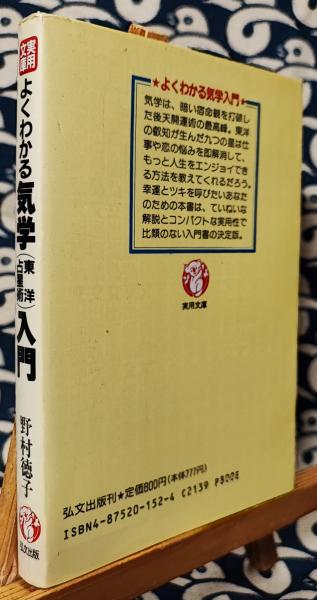 実用
文庫
よくわかる気学入門
(東洋
占星術)
野村徳子
弘文出版
★よくわかる気学入門★
気学は、暗い宿命観を打破し
た後天開運術の最高峰。東洋
の叡知が生んだ九つの星は仕
事や恋の悩みを即解消して、
もっと人生をエンジョイでき
る方法を教えてくれるだろう。
幸運とツキを呼びたいあなた
のための本書は、ていねいな
解説とコンパクトな実用性で
比類のない入門書の決定版。
実用文庫
弘文出版刊★定価800円(本体777円)
ISBN4-87520-152-4 C2139 P800E